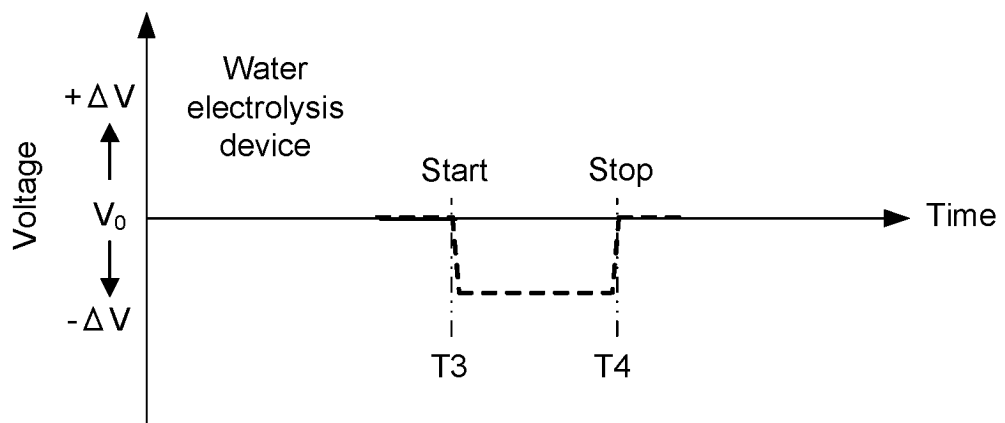 Water
electrolysis
device
+ΔV
Start
Stop
Voltage
V₀
Time
-ΔV
T3
T4